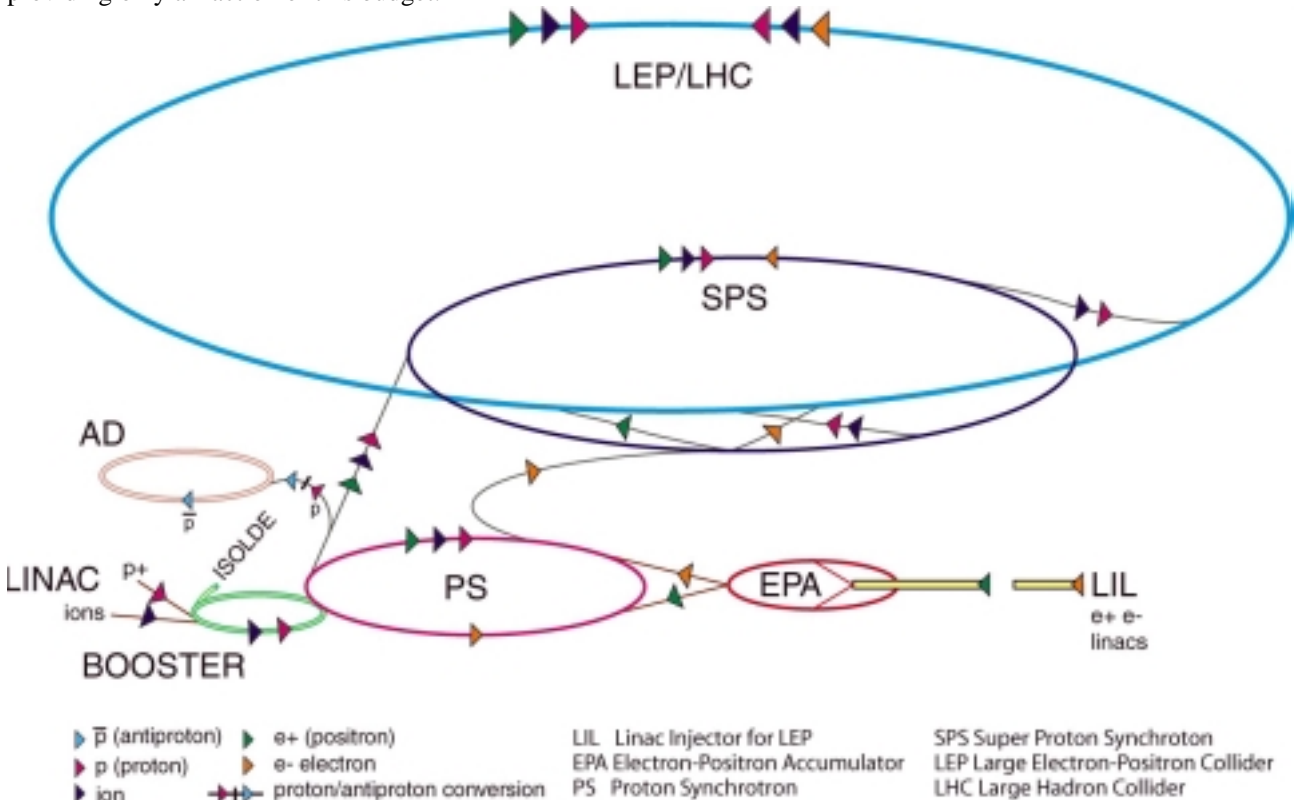 LEP/LHC
SPS
AD
p̅
p
ISOLDE
LINAC
p+
ions
BOOSTER
PS
EPA
LIL
e+ e-
linacs
p̅ (antiproton)
p (proton)
ion
e+ (positron)
e- electron
proton/antiproton conversion
LIL Linac Injector for LEP
EPA Electron-Positron Accumulator
PS Proton Synchrotron
SPS Super Proton Synchroton
LEP Large Electron-Positron Collider
LHC Large Hadron Collider